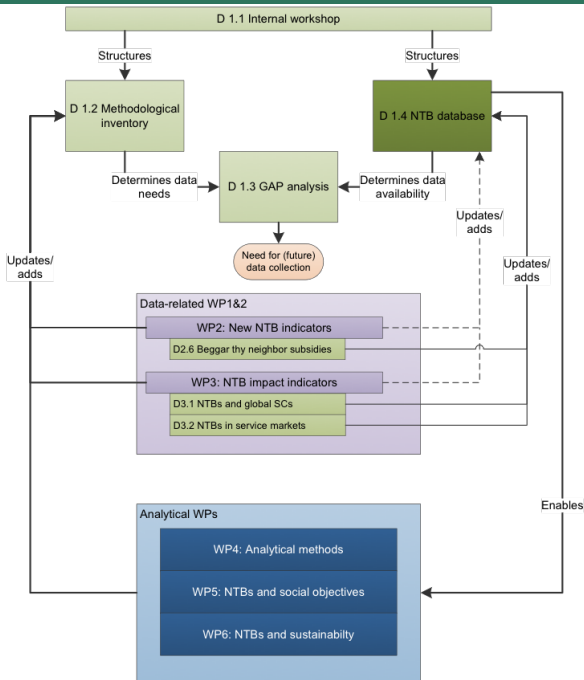 D 1.1 Internal workshop
Structures
Structures
D 1.2 Methodological
inventory
D 1.4 NTB database
Determines data
needs
D 1.3 GAP analysis
Determines data
availability
Updates/
adds
Need for (future)
data collection
Updates/
adds
Updates/
adds
Data-related WP1&2
WP2: New NTB indicators
D2.6 Beggar thy neighbor subsidies
WP3: NTB impact indicators
D3.1 NTBs and global SCs
D3.2 NTBs in service markets
Enables
Analytical WPs
WP4: Analytical methods
WP5: NTBs and social objectives
WP6: NTBs and sustainabilty